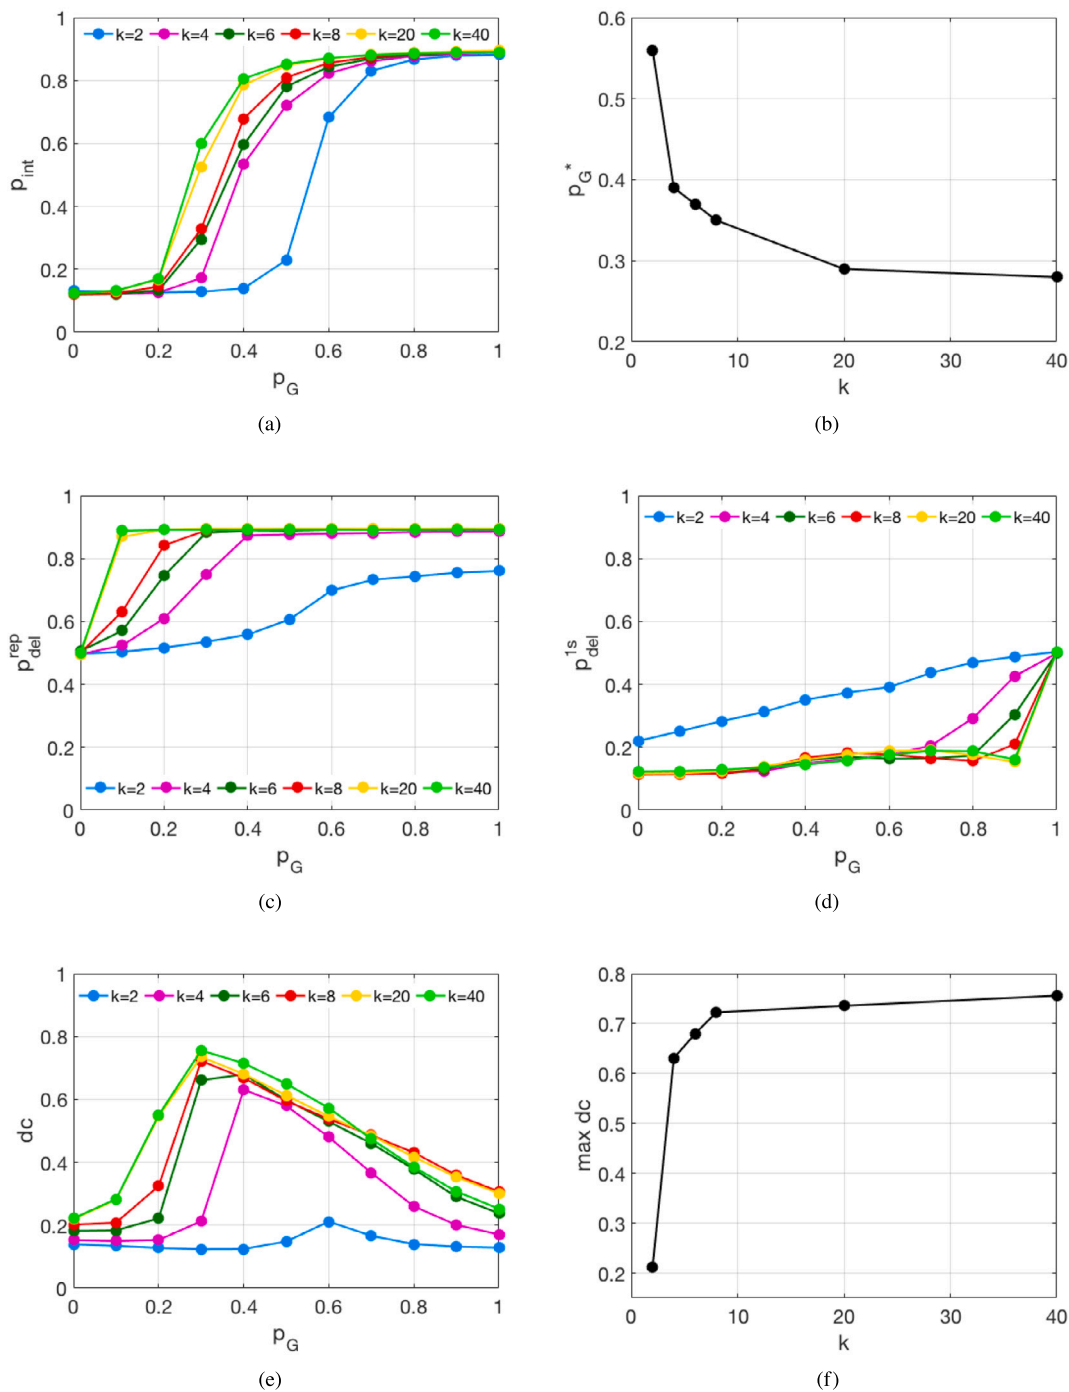 1
k=2 k=4 k=6 k=8 k=20 k=40
0.8
0.6
0.4
0.2
0
0 0.2 0.4 0.6 0.8 1
p_int
p_G
(a)
0.6
0.5
0.4
0.3
0.2
0 10 20 30 40
p_G*
k
(b)
1
0.8
0.6
0.4
0.2
k=2 k=4 k=6 k=8 k=20 k=40
0
0 0.2 0.4 0.6 0.8 1
p_del^rep
p_G
(c)
1
k=2 k=4 k=6 k=8 k=20 k=40
0.8
0.6
0.4
0.2
0
0 0.2 0.4 0.6 0.8 1
p_del^1s
p_G
(d)
1
k=2 k=4 k=6 k=8 k=20 k=40
0.8
0.6
0.4
0.2
0
0 0.2 0.4 0.6 0.8 1
dc
p_G
(e)
0.8
0.7
0.6
0.5
0.4
0.3
0.2
0 10 20 30 40
max dc
k
(f)